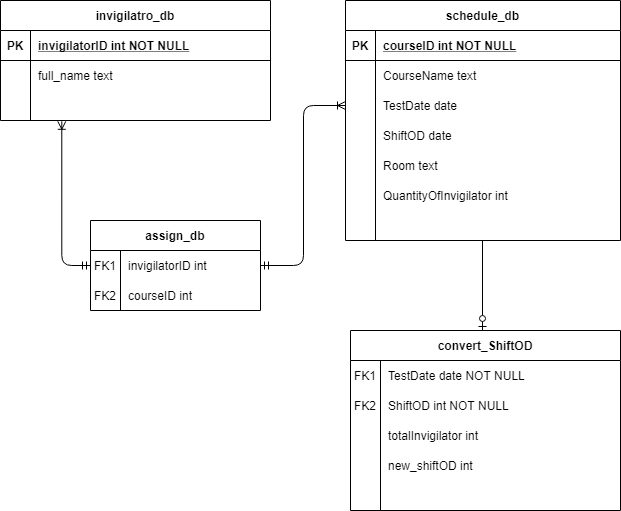 invigilatro_db
PK invigilatorID int NOT NULL
full_name text
schedule_db
PK courseID int NOT NULL
CourseName text
TestDate date
ShiftOD date
Room text
QuantityOfInvigilator int
assign_db
FK1 invigilatorID int
FK2 courseID int
convert_ShiftOD
FK1 TestDate date NOT NULL
FK2 ShiftOD int NOT NULL
totalInvigilator int
new_shiftOD int